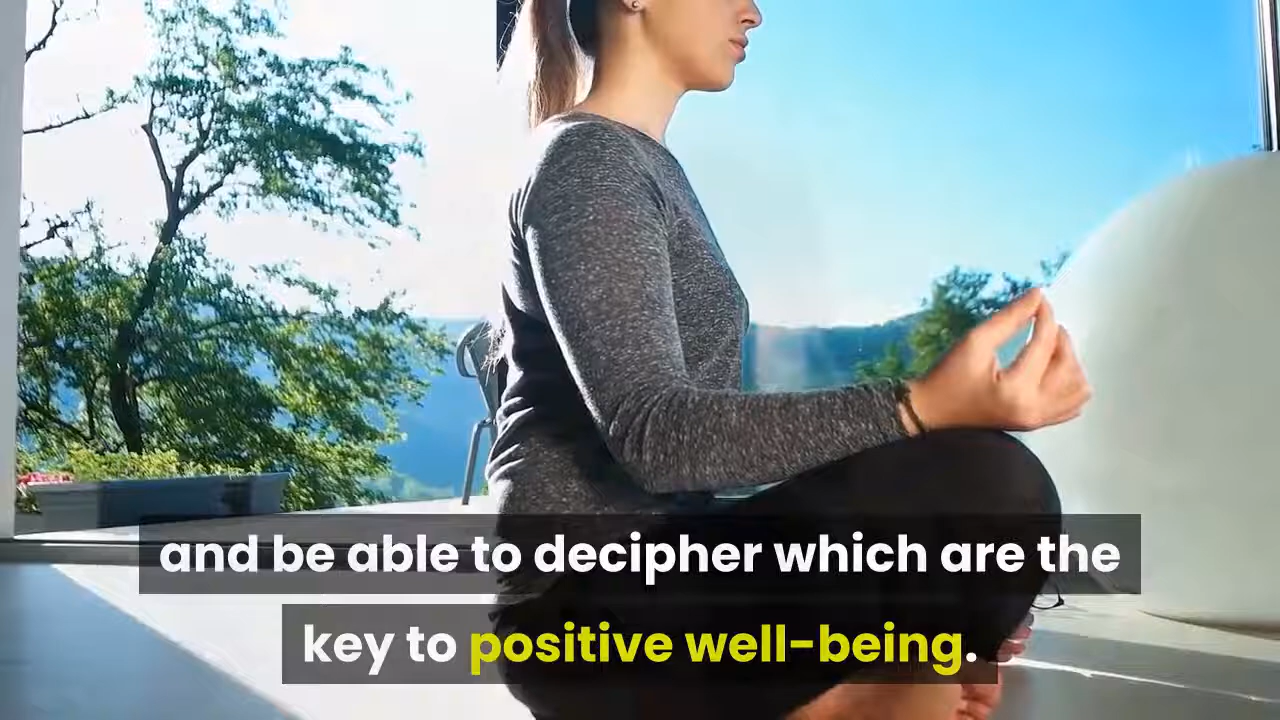 and be able to decipher which are the
key to positive well-being.